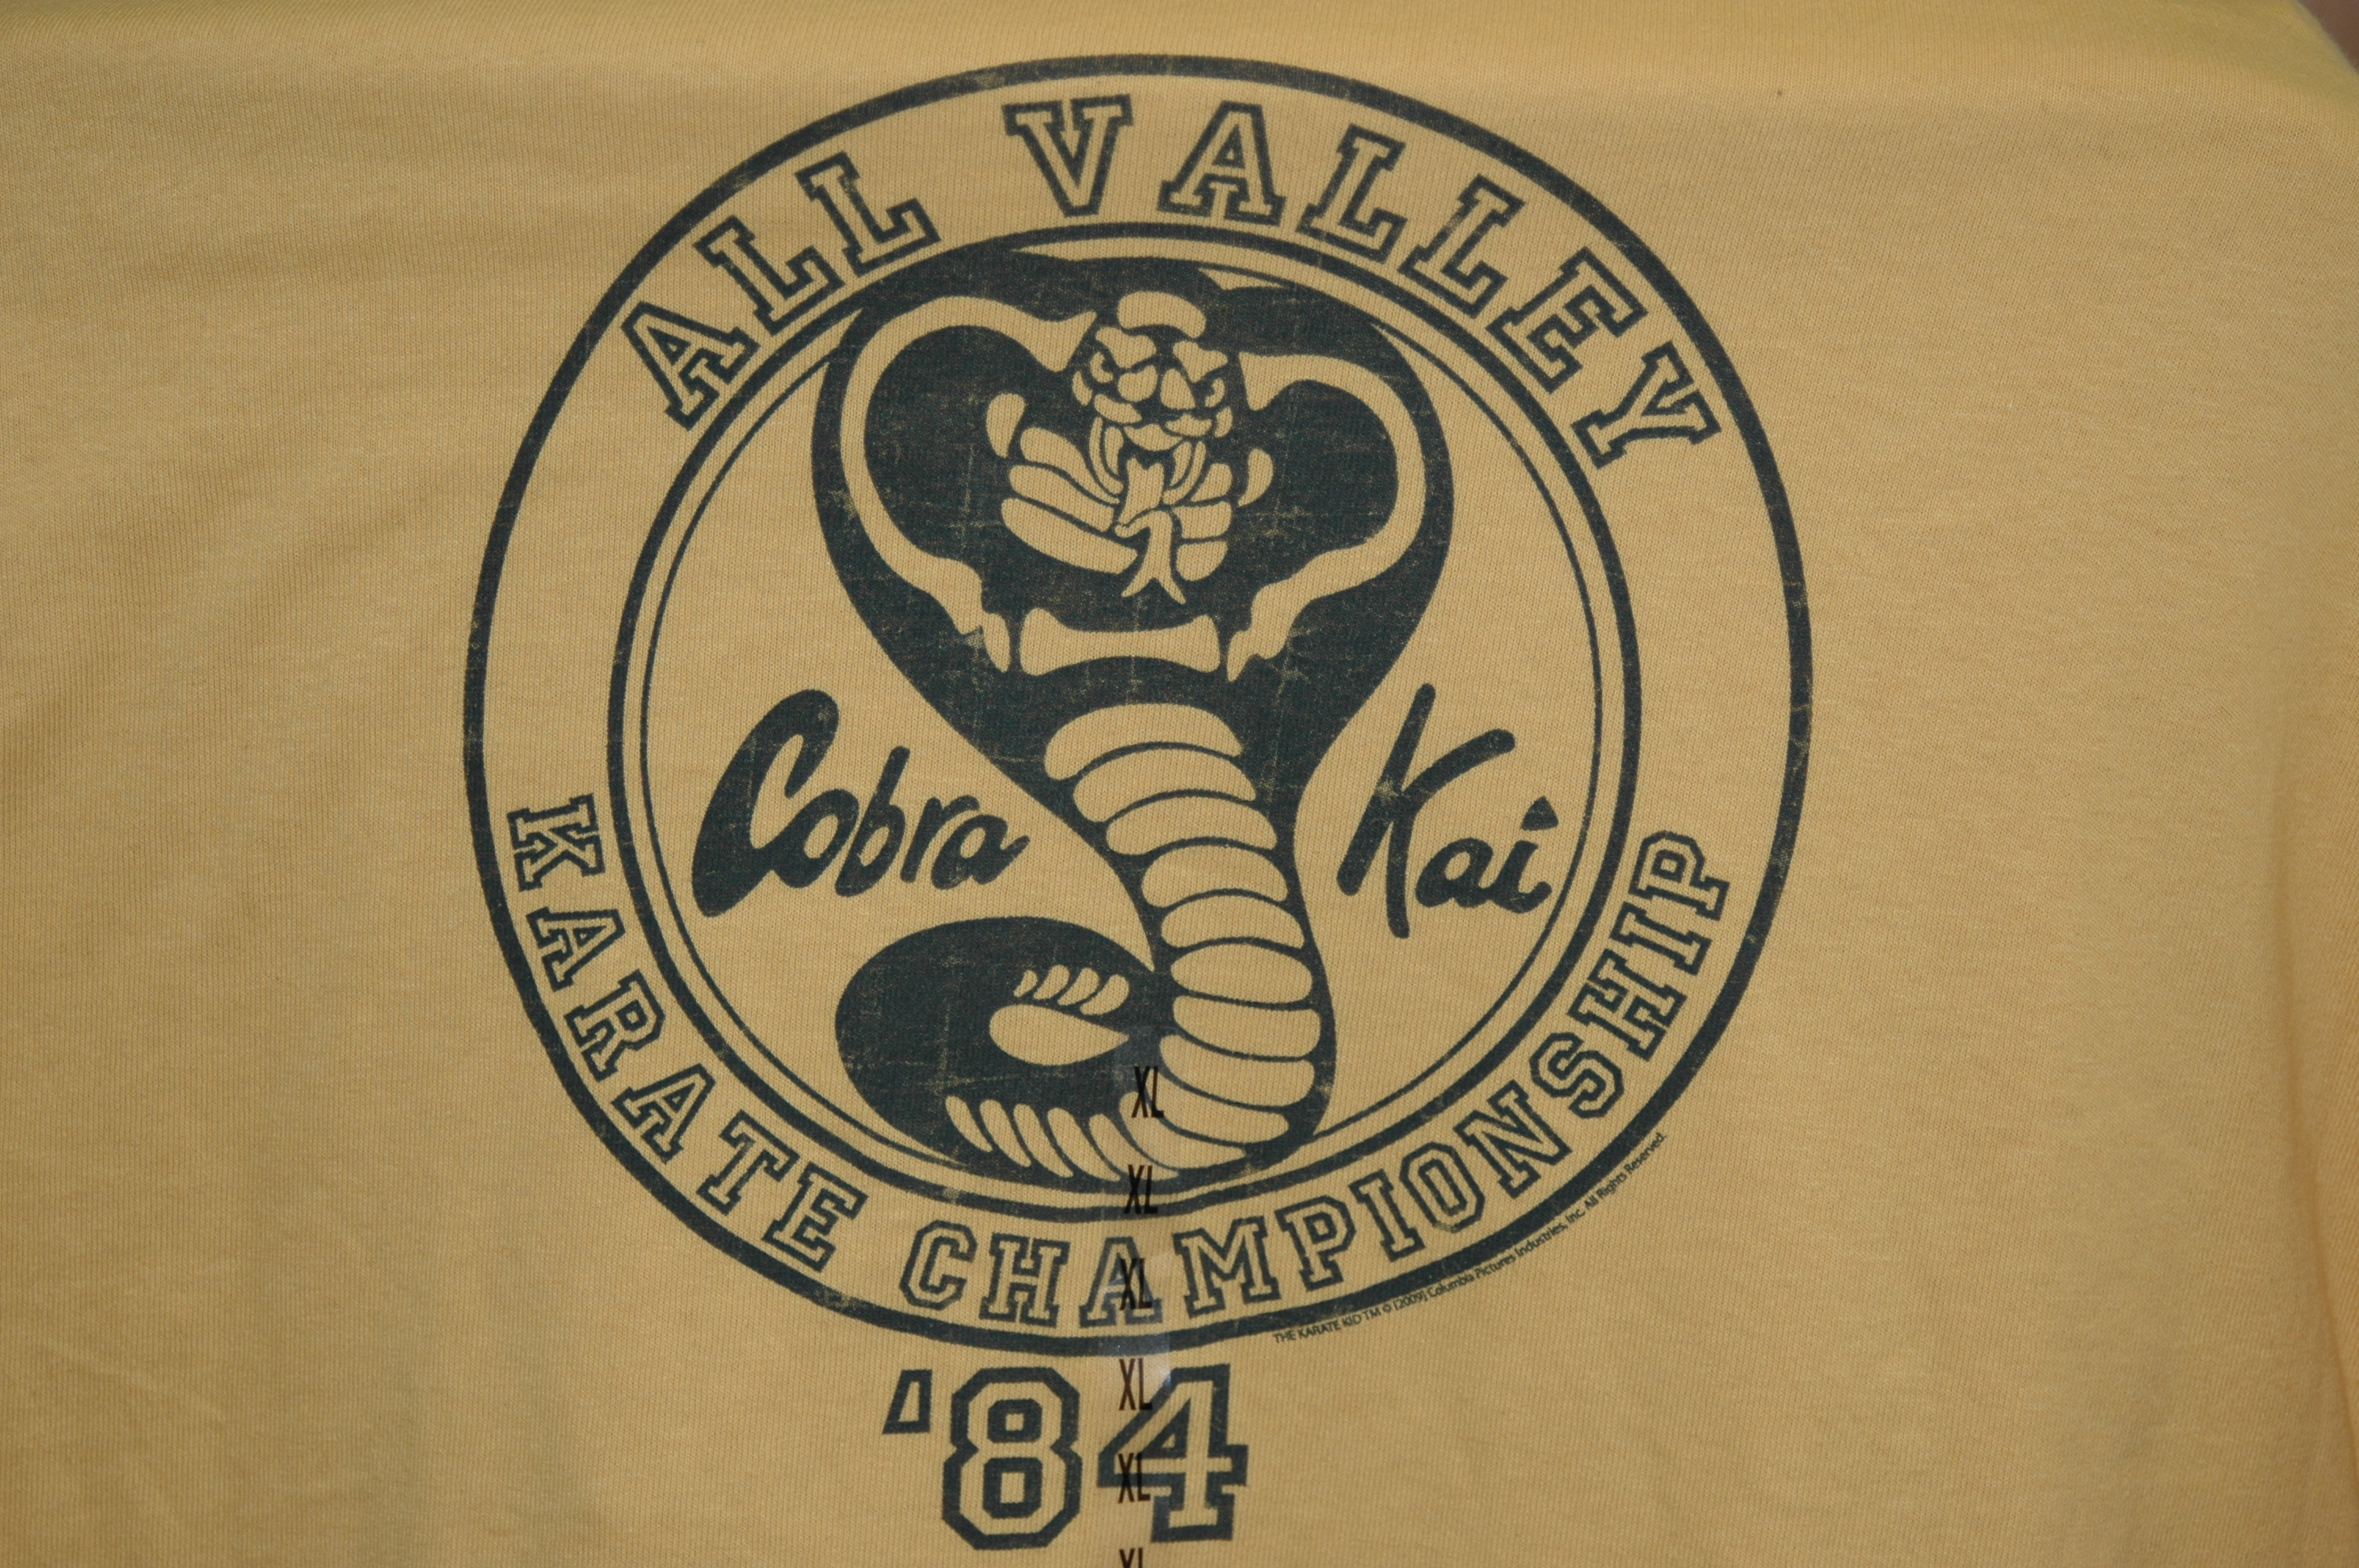 ALL VALLEY
Cobra Kai
KARATE CHAMPIONSHIP
THE KARATE KID TM © (2009) Columbia Pictures Industries, Inc. All Rights Reserved.
'84
XL
XL
XL
XL
XL
XL